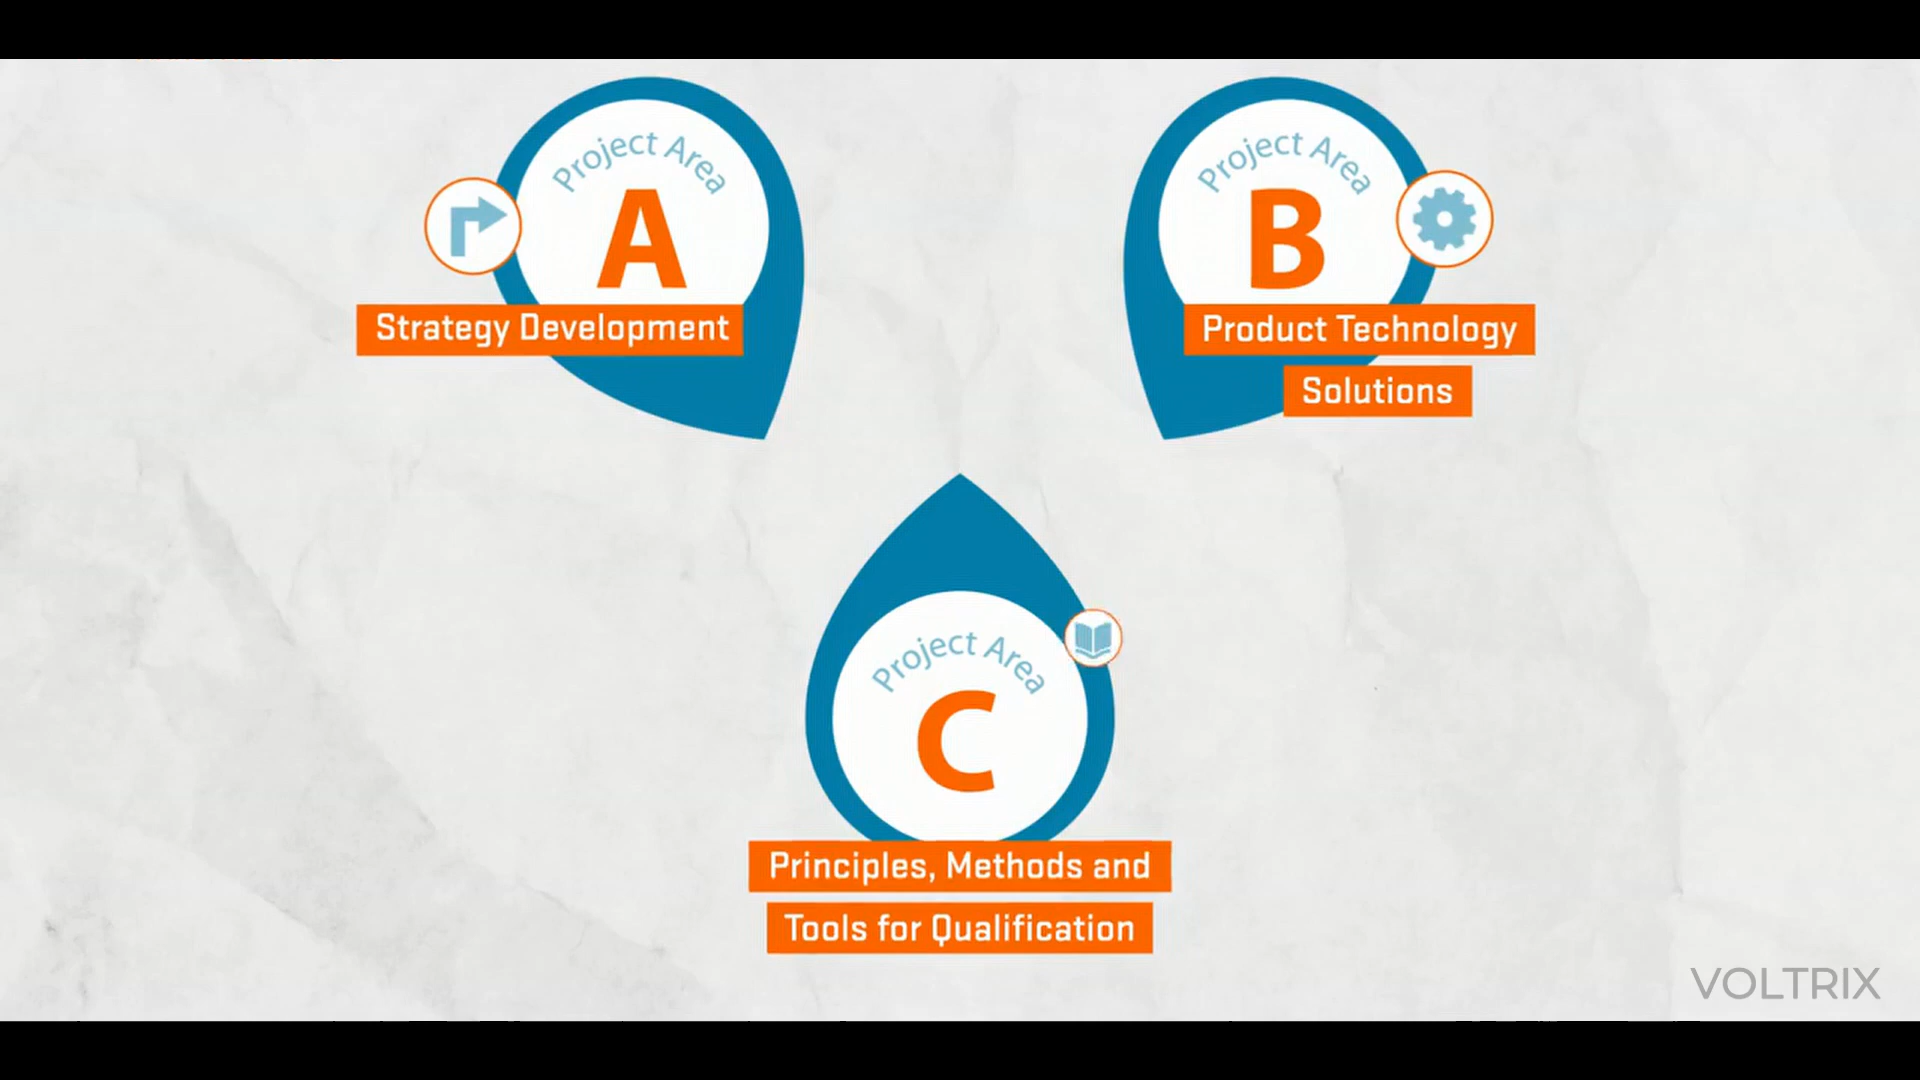 Project Area
A
Strategy Development
Project Area
B
Product Technology
Solutions
Project Area
C
Principles, Methods and
Tools for Qualification
VOLTRIX